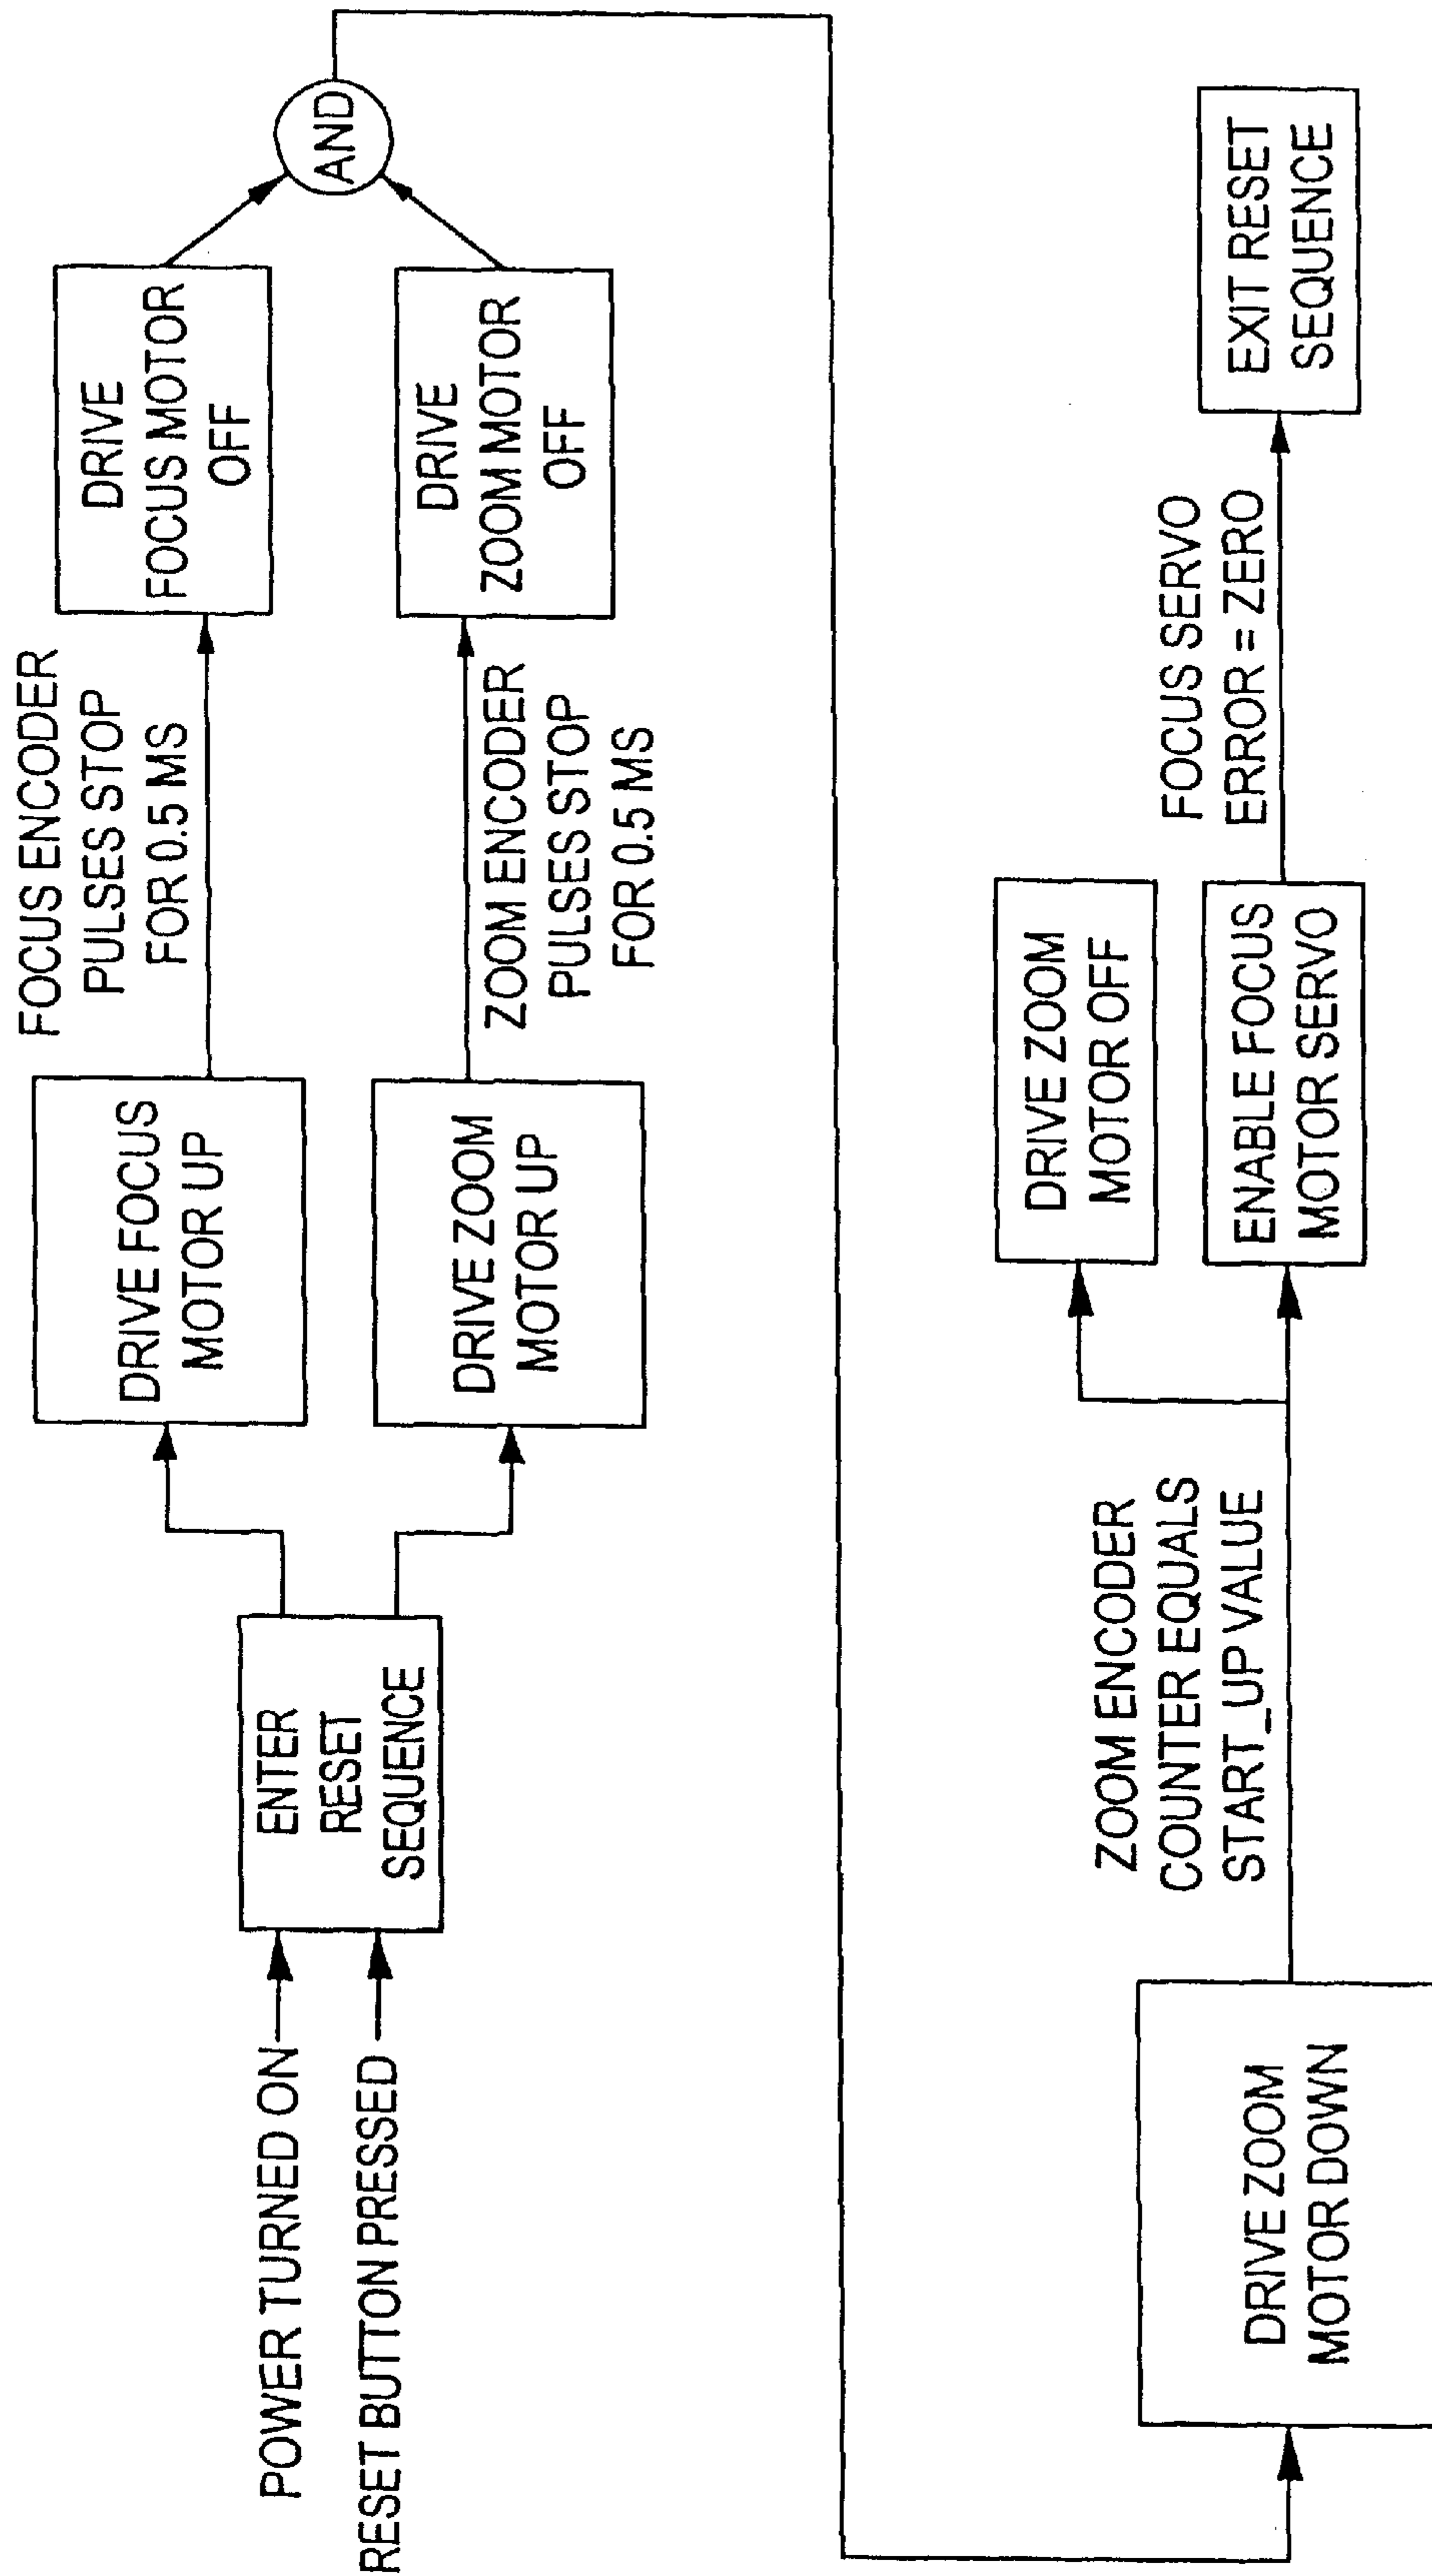 POWER TURNED ON
RESET BUTTON PRESSED
ENTER
RESET
SEQUENCE
DRIVE FOCUS
MOTOR UP
DRIVE ZOOM
MOTOR UP
FOCUS ENCODER
PULSES STOP
FOR 0.5 MS
ZOOM ENCODER
PULSES STOP
FOR 0.5 MS
DRIVE
FOCUS MOTOR
OFF
DRIVE
ZOOM MOTOR
OFF
AND
DRIVE ZOOM
MOTOR DOWN
ZOOM ENCODER
COUNTER EQUALS
START_UP VALUE
DRIVE ZOOM
MOTOR OFF
ENABLE FOCUS
MOTOR SERVO
FOCUS SERVO
ERROR = ZERO
EXIT RESET
SEQUENCE